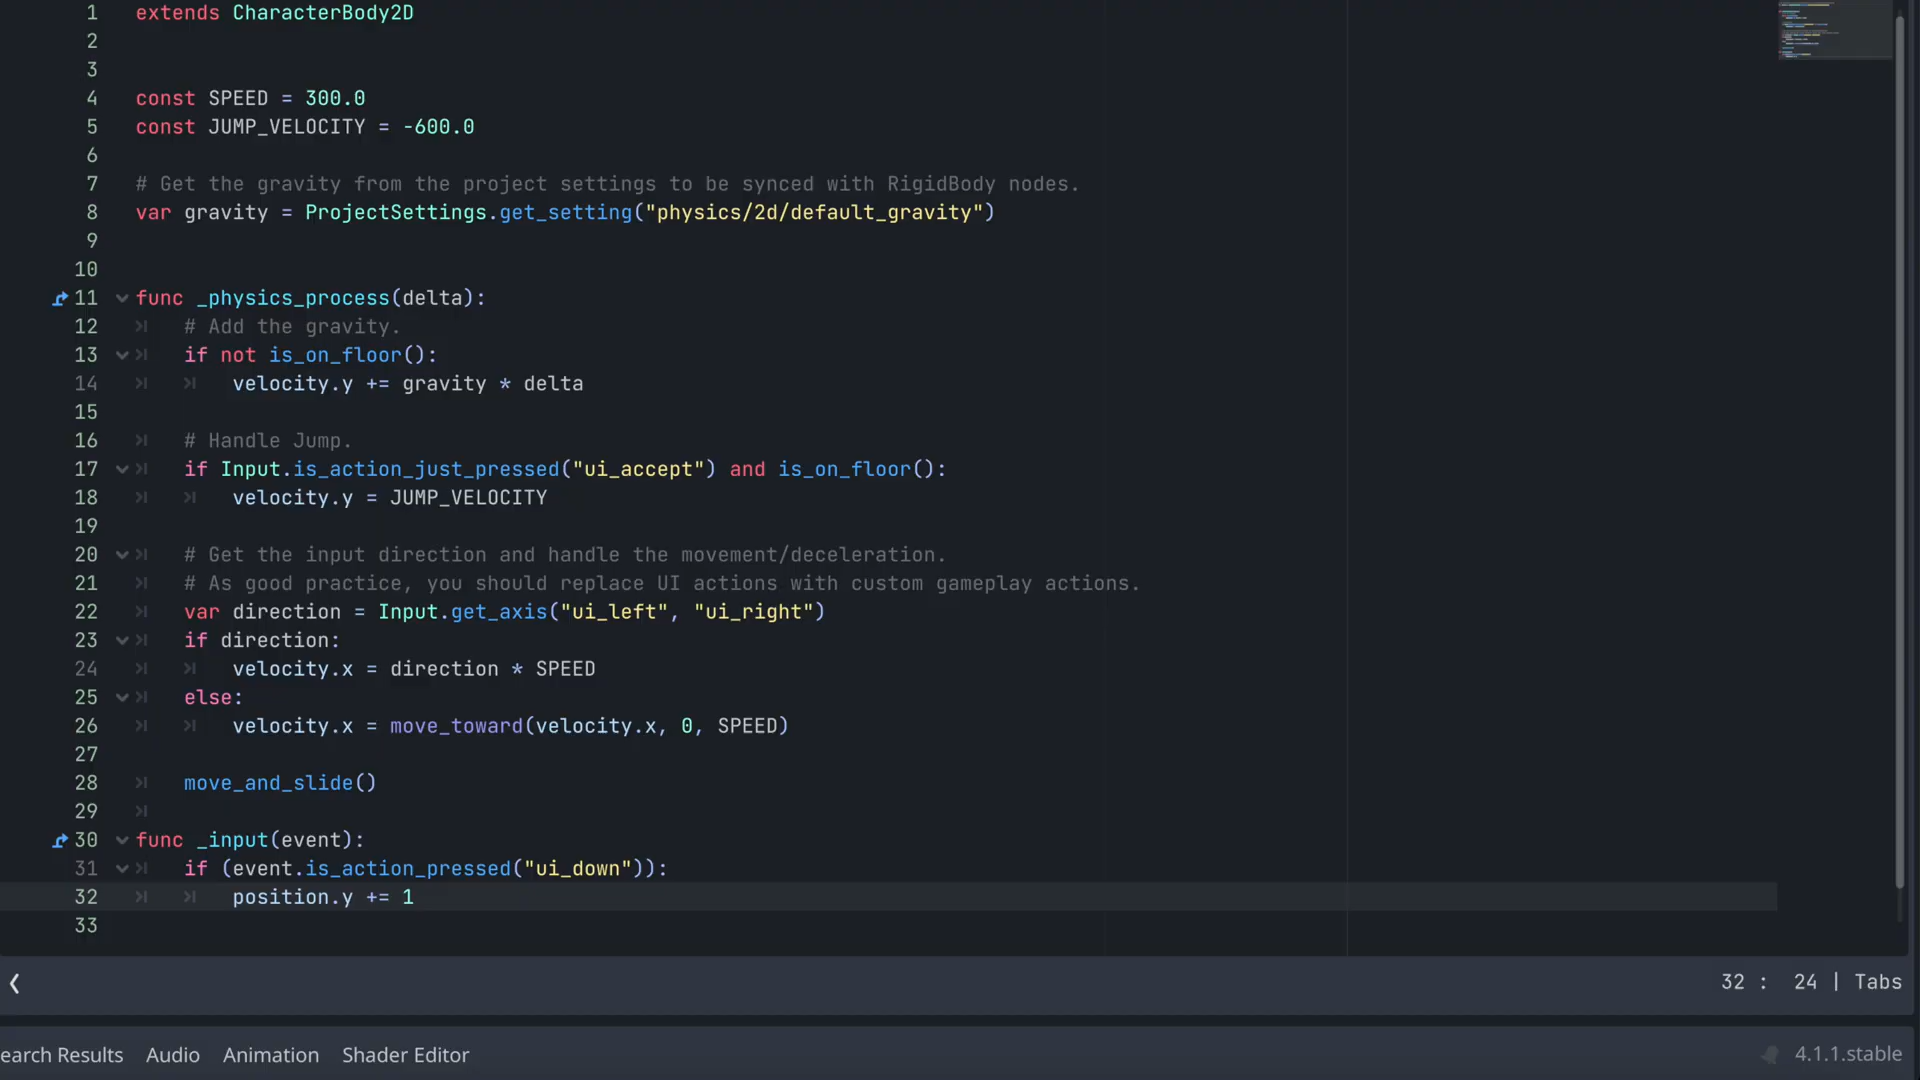 1 extends CharacterBody2D
2
3
4 const SPEED = 300.0
5 const JUMP_VELOCITY = -600.0
6
7 # Get the gravity from the project settings to be synced with RigidBody nodes.
8 var gravity = ProjectSettings.get_setting("physics/2d/default_gravity")
9
10
11 func _physics_process(delta):
12 # Add the gravity.
13 if not is_on_floor():
14 velocity.y += gravity * delta
15
16 # Handle Jump.
17 if Input.is_action_just_pressed("ui_accept") and is_on_floor():
18 velocity.y = JUMP_VELOCITY
19
20 # Get the input direction and handle the movement/deceleration.
21 # As good practice, you should replace UI actions with custom gameplay actions.
22 var direction = Input.get_axis("ui_left", "ui_right")
23 if direction:
24 velocity.x = direction * SPEED
25 else:
26 velocity.x = move_toward(velocity.x, 0, SPEED)
27
28 move_and_slide()
29
30 func _input(event):
31 if (event.is_action_pressed("ui_down")):
32 position.y += 1
33
32 : 24 | Tabs
earch Results Audio Animation Shader Editor 4.1.1.stable